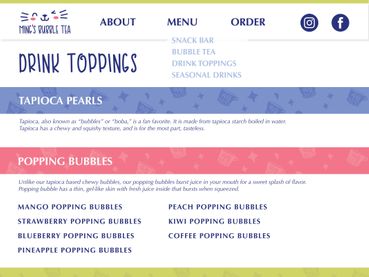 MING'S BUBBLE TEA
ABOUT
MENU
ORDER
SNACK BAR
BUBBLE TEA
DRINK TOPPINGS
SEASONAL DRINKS
DRINK TOPPINGS
TAPIOCA PEARLS
Tapioca, also known as "bubbles" or "boba," is a fan favorite. It is made from tapioca starch boiled in water.
Tapioca has a chewy and squishy texture, and is for the most part, tasteless.
POPPING BUBBLES
Unlike our tapioca based chewy bubbles, our popping bubbles burst juice in your mouth for a sweet splash of flavor.
Popping bubble has a thin, gel-like skin with fresh juice inside that bursts when squeezed.
MANGO POPPING BUBBLES
STRAWBERRY POPPING BUBBLES
BLUEBERRY POPPING BUBBLES
PINEAPPLE POPPING BUBBLES
PEACH POPPING BUBBLES
KIWI POPPING BUBBLES
COFFEE POPPING BUBBLES